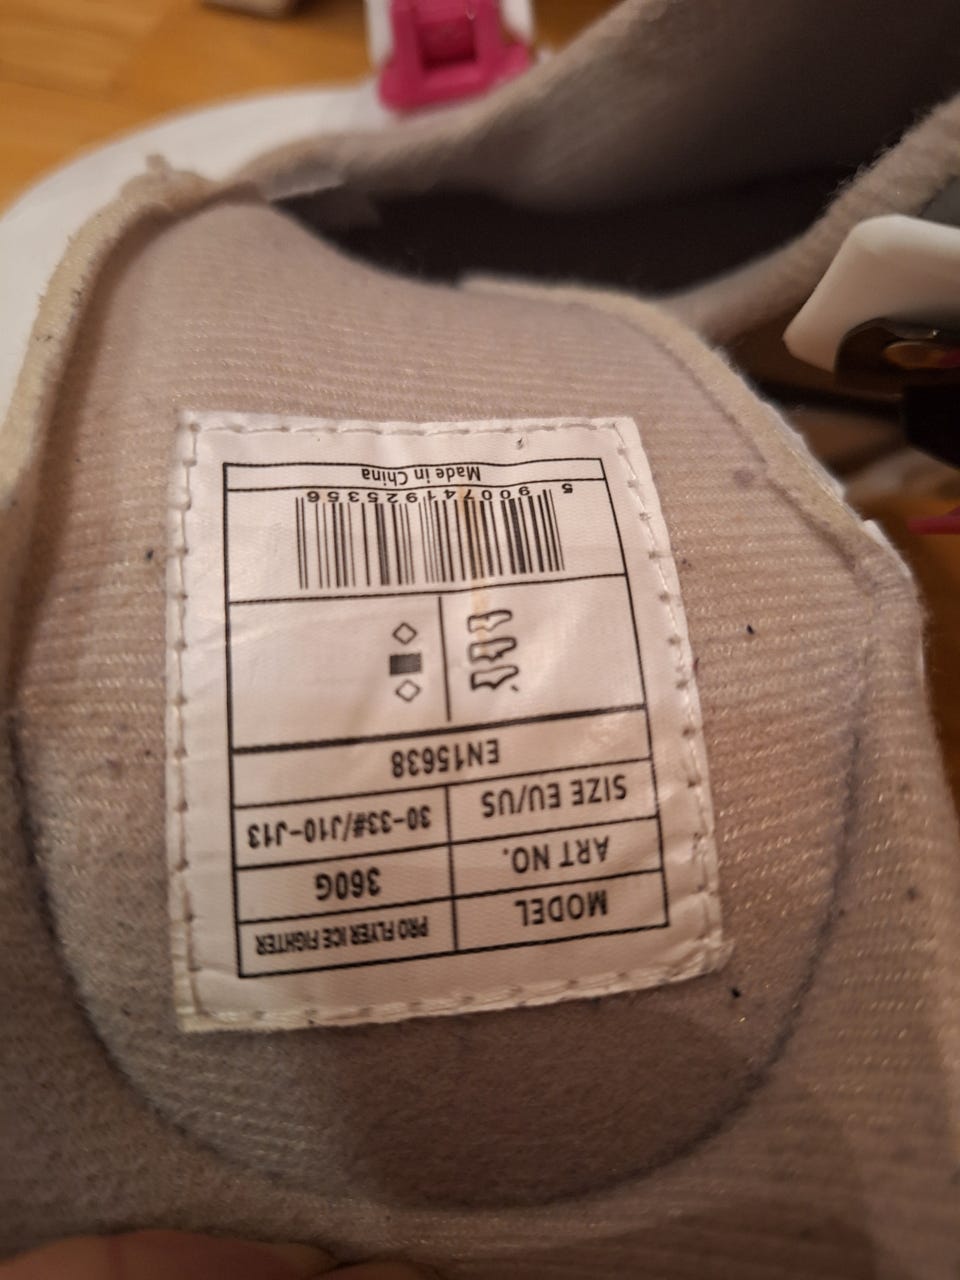 MODEL PRO FLYER ICE FIGHTER
ART NO. 360G
SIZE EU/US 30-33#/J10-J13
EN15638
5 900741 925356
Made in China